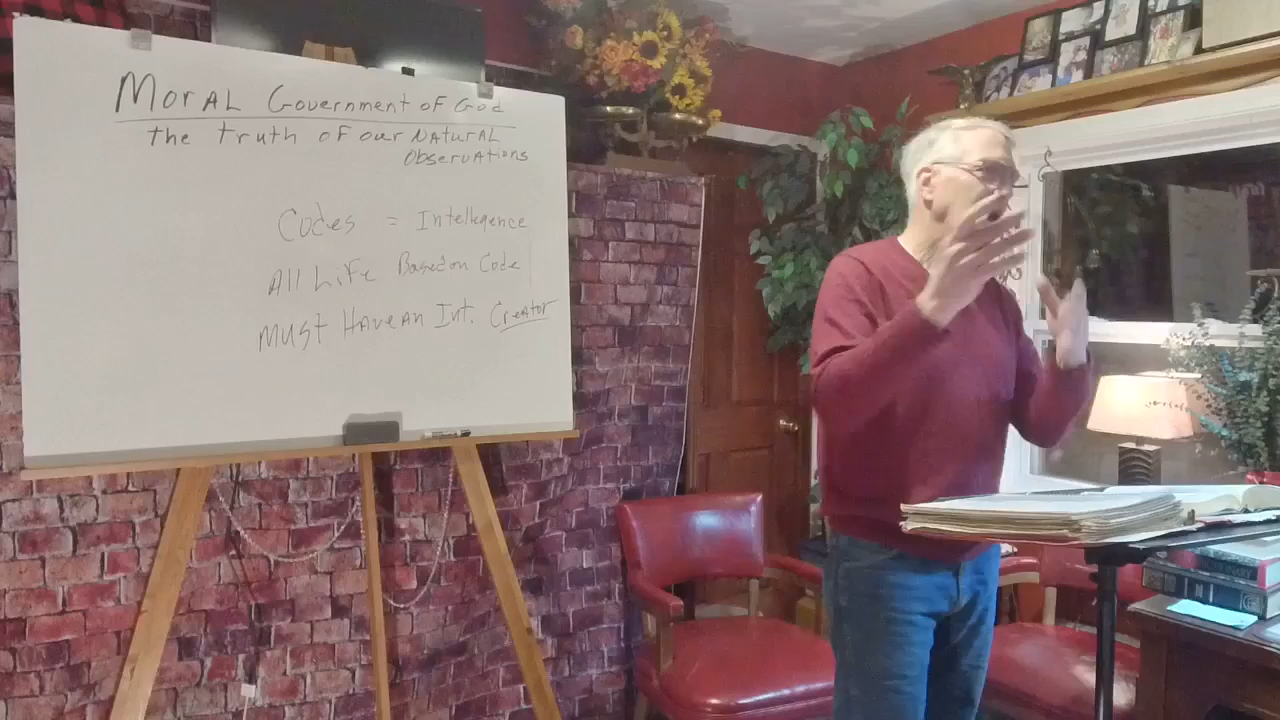 Moral Government of God
the truth of our Natural
Observations
Codes = Intellegence
All Life Based on Code
Must Have an Int. Creator